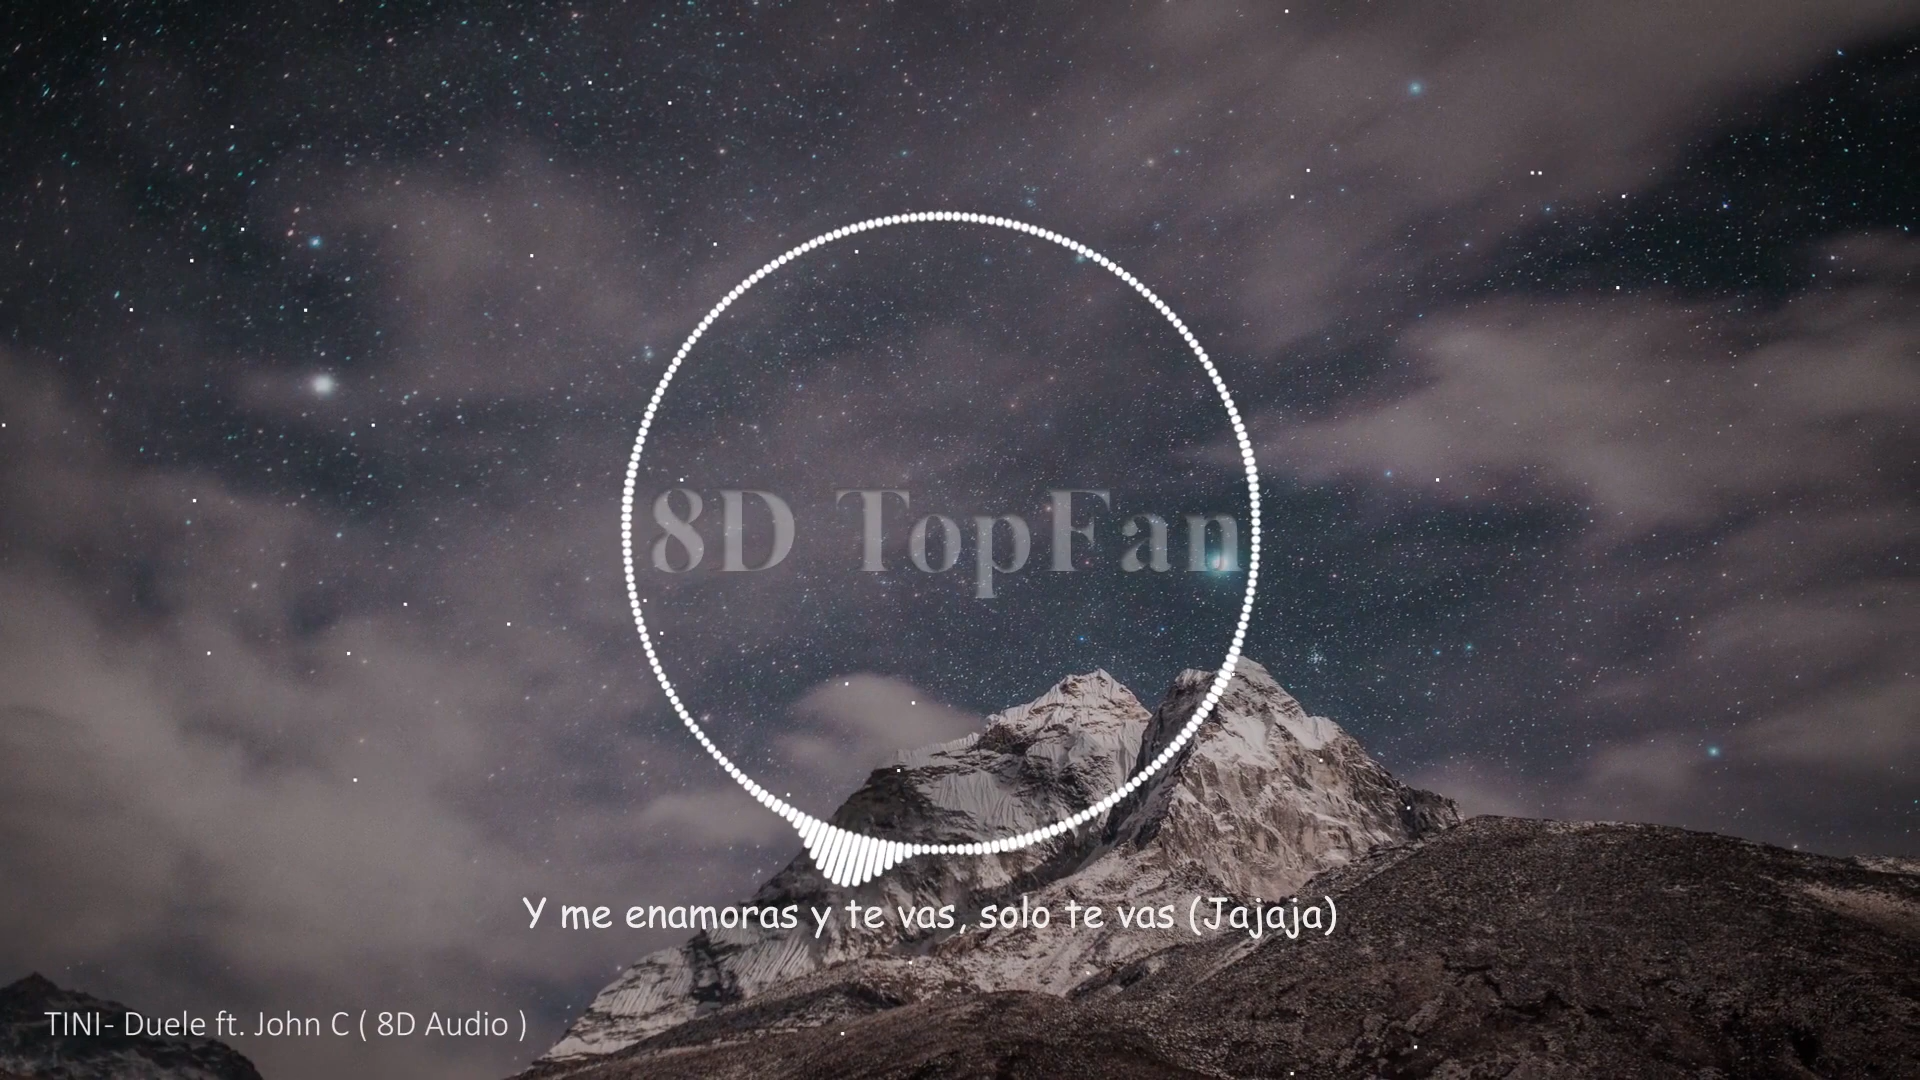 8D TopFan
Y me enamoras y te vas, solo te vas (Jajaja)
TINI- Duele ft. John C ( 8D Audio )